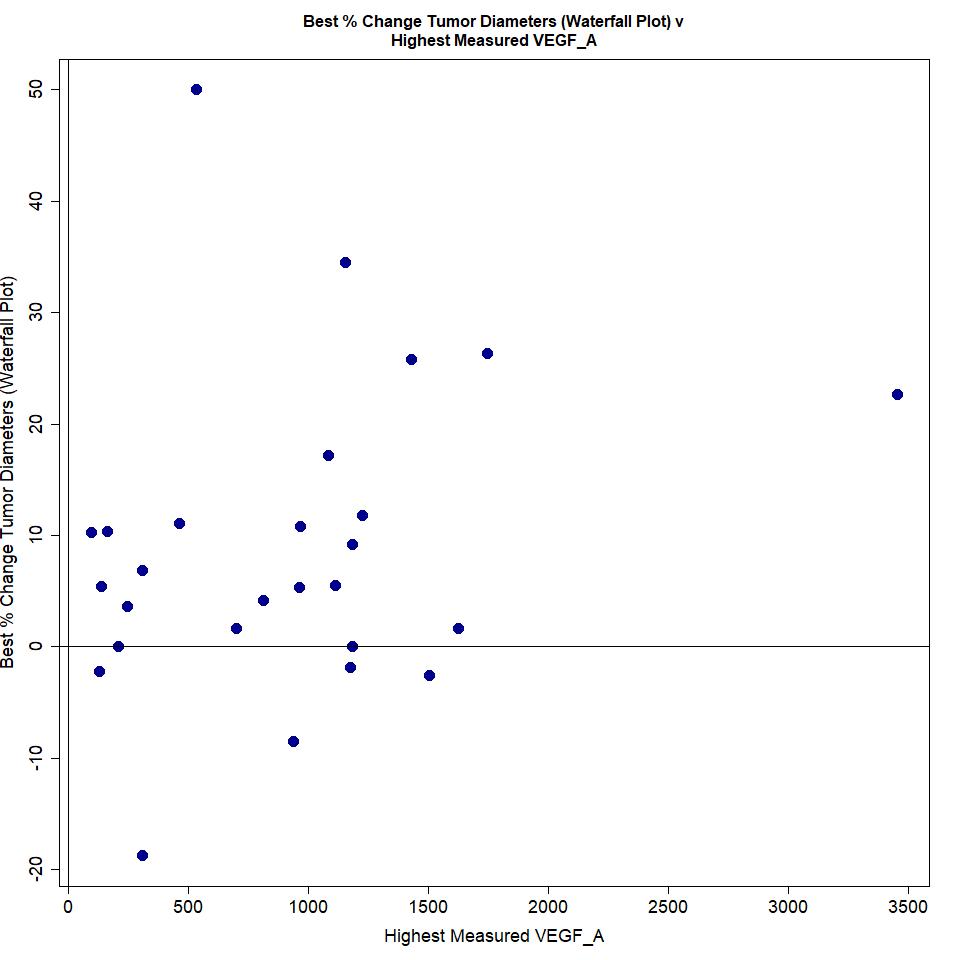 Best % Change Tumor Diameters (Waterfall Plot) v
Highest Measured VEGF_A
Best % Change Tumor Diameters (Waterfall Plot)
50
40
30
20
10
0
-10
-20
0 500 1000 1500 2000 2500 3000 3500
Highest Measured VEGF_A